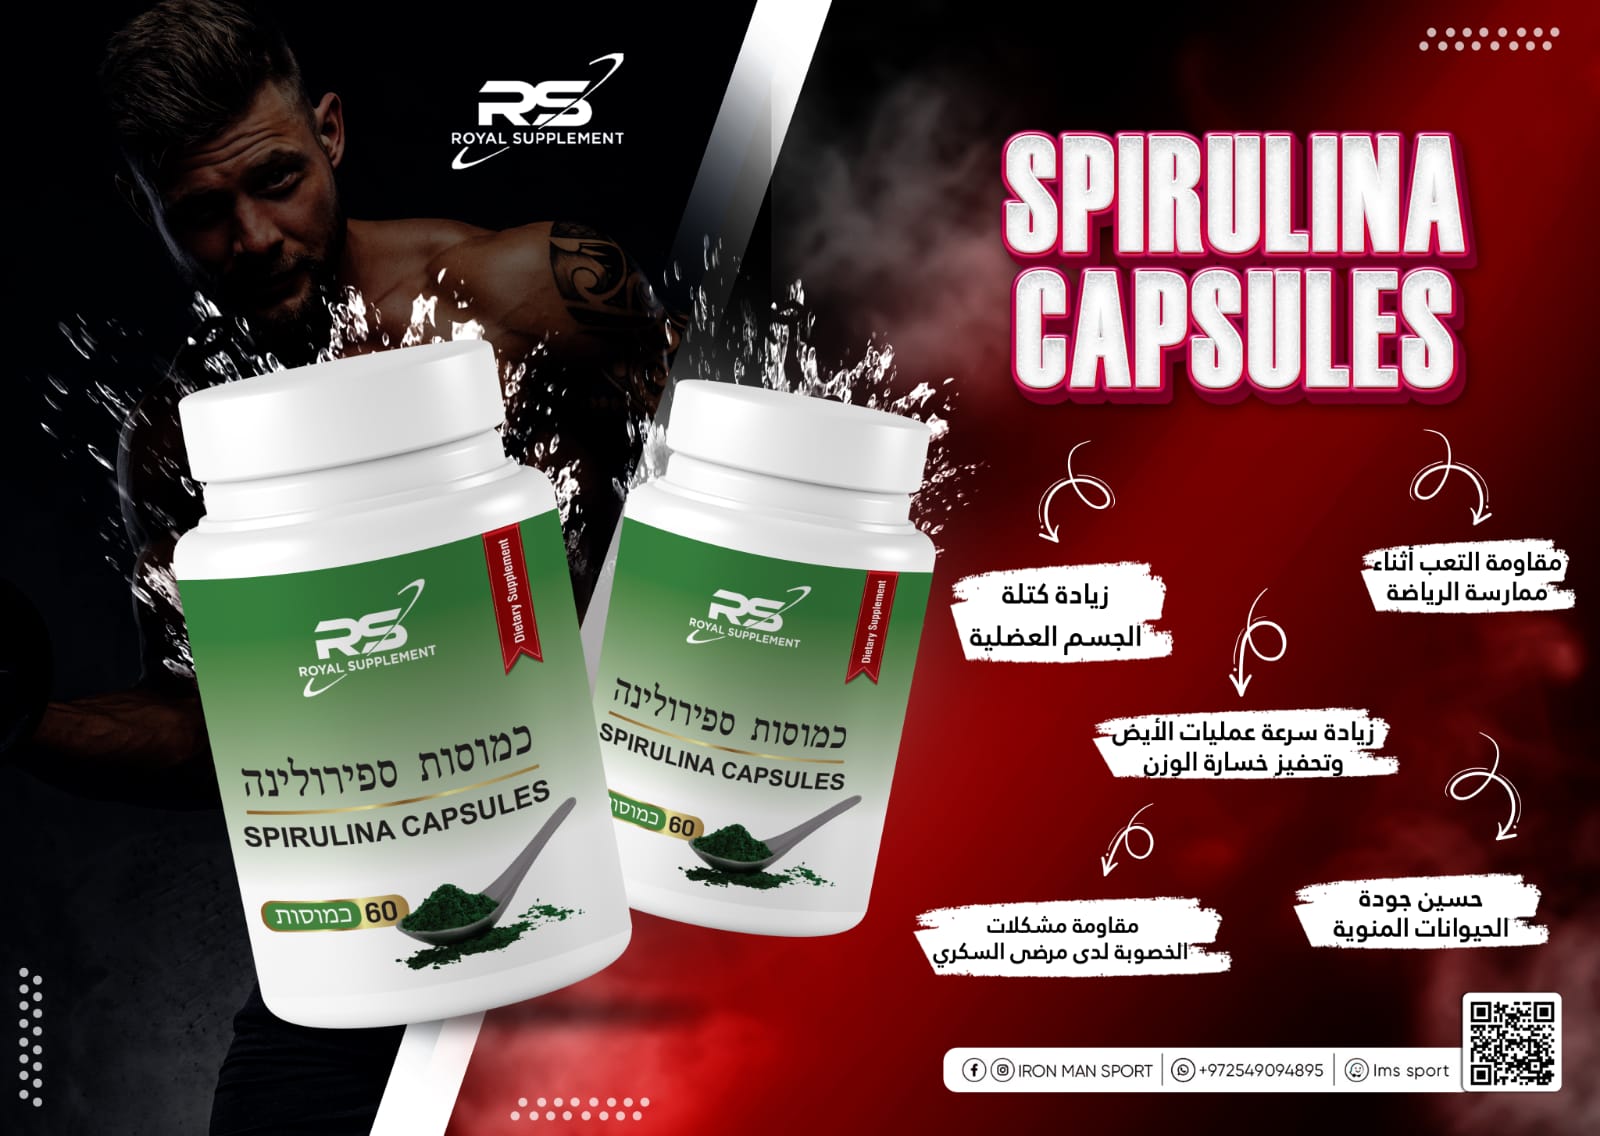 RS
ROYAL SUPPLEMENT
SPIRULINA
CAPSULES
مقاومة التعب أثناء
ممارسة الرياضة
زيادة كتلة
الجسم العضلية
زيادة سرعة عمليات الأيض
وتحفيز خسارة الوزن
حسين جودة
الحيوانات المنوية
مقاومة مشكلات
الخصوبة لدى مرضى السكري
Dietary Supplement
RS
ROYAL SUPPLEMENT
כמוסות ספירולינה
SPIRULINA CAPSULES
60 כמוסות
Dietary Supplement
RS
ROYAL SUPPLEMENT
כמוסות ספירולינה
SPIRULINA CAPSULES
60 כמוסות
IRON MAN SPORT
+972549094895
Ims sport